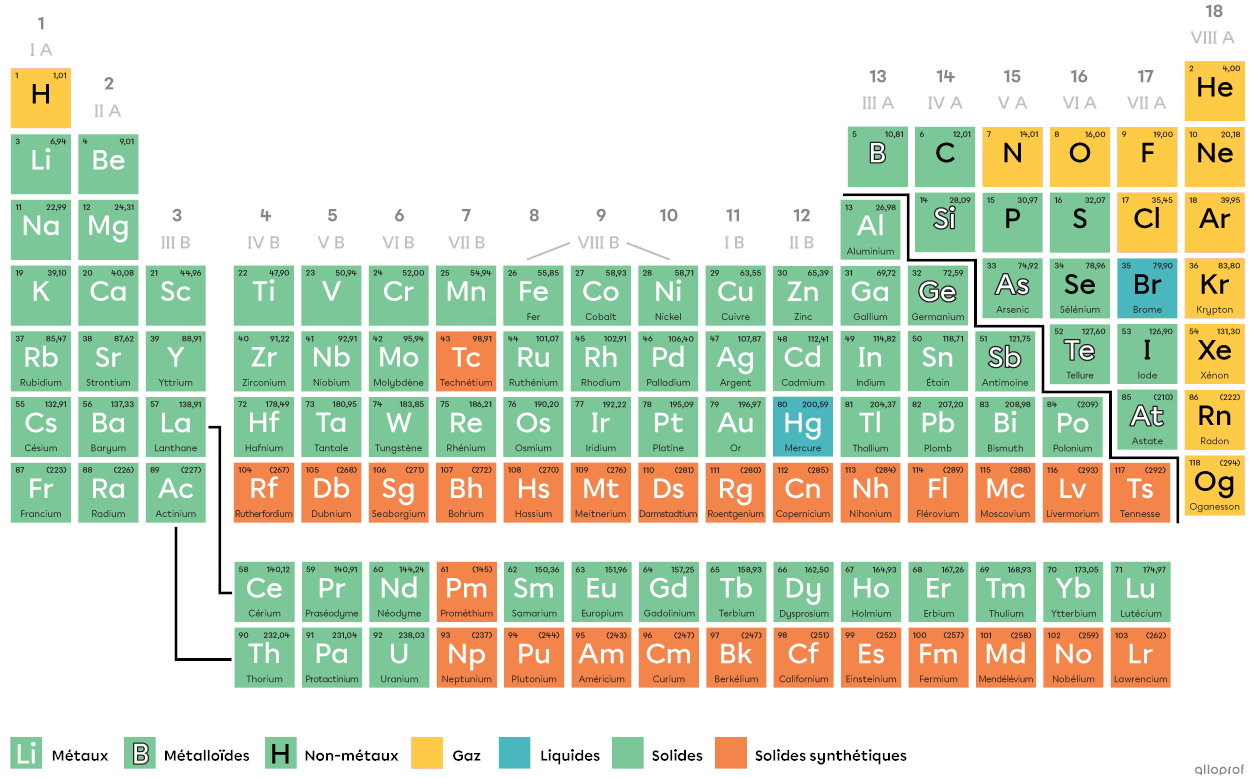 18
1
VIII A
I A
2 4,00
1 1,01
He
H
13 14 15 16 17
2
III A IV A V A VI A VII A
II A
5 10,81 6 12,01 7 14,01 8 16,00 9 19,00 10 20,18
3 6,94 4 9,01
Li Be B C N O F Ne
11 22,99 12 24,31 13 26,98 14 28,09 15 30,97 16 32,07 17 35,45 18 39,95
Na Mg Al Si P S Cl Ar
3 4 5 6 7 8 9 10 11 12
III B IV B V B VI B VII B VIII B I B II B
Aluminium
19 39,10 20 40,08 21 44,96 22 47,90 23 50,94 24 52,00 25 54,94 26 55,85 27 58,93 28 58,71 29 63,55 30 65,39 31 69,72 32 72,59 33 74,92 34 78,96 35 79,90 36 83,80
K Ca Sc Ti V Cr Mn Fe Co Ni Cu Zn Ga Ge As Se Br Kr
Fer Cobalt Nickel Cuivre Zinc Gallium Germanium Arsenic Sélénium Brome Krypton
37 85,47 38 87,62 39 88,91 40 91,22 41 92,91 42 95,94 43 98,91 44 101,07 45 102,91 46 106,40 47 107,87 48 112,41 49 114,82 50 118,71 51 121,75 52 127,60 53 126,90 54 131,30
Rb Sr Y Zr Nb Mo Tc Ru Rh Pd Ag Cd In Sn Sb Te I Xe
Rubidium Strontium Yttrium Zirconium Niobium Molybdène Technétium Ruthénium Rhodium Palladium Argent Cadmium Indium Étain Antimoine Tellure Iode Xénon
55 132,91 56 137,33 57 138,91 72 178,49 73 180,95 74 183,85 75 186,21 76 190,20 77 192,22 78 195,09 79 196,97 80 200,59 81 204,37 82 207,20 83 208,98 84 (209) 85 (210) 86 (222)
Cs Ba La Hf Ta W Re Os Ir Pt Au Hg Tl Pb Bi Po At Rn
Césium Baryum Lanthane Hafnium Tantale Tungstène Rhénium Osmium Iridium Platine Or Mercure Thallium Plomb Bismuth Polonium Astate Radon
87 (223) 88 (226) 89 (227) 104 (267) 105 (268) 106 (271) 107 (272) 108 (270) 109 (276) 110 (281) 111 (280) 112 (285) 113 (284) 114 (289) 115 (288) 116 (293) 117 (292) 118 (294)
Fr Ra Ac Rf Db Sg Bh Hs Mt Ds Rg Cn Nh Fl Mc Lv Ts Og
Francium Radium Actinium Rutherfordium Dubnium Seaborgium Bohrium Hassium Meitnerium Darmstadtium Roentgenium Copernicium Nihonium Flérovium Moscovium Livermorium Tennesse Oganesson
58 140,12 59 140,91 60 144,24 61 (145) 62 150,36 63 151,96 64 157,25 65 158,93 66 162,50 67 164,93 68 167,26 69 168,93 70 173,05 71 174,97
Ce Pr Nd Pm Sm Eu Gd Tb Dy Ho Er Tm Yb Lu
Cérium Praséodyme Néodyme Prométhium Samarium Europium Gadolinium Terbium Dysprosium Holmium Erbium Thulium Ytterbium Lutécium
90 232,04 91 231,04 92 238,03 93 (237) 94 (244) 95 (243) 96 (247) 97 (247) 98 (251) 99 (252) 100 (257) 101 (258) 102 (259) 103 (262)
Th Pa U Np Pu Am Cm Bk Cf Es Fm Md No Lr
Thorium Protactinium Uranium Neptunium Plutonium Américium Curium Berkélium Californium Einsteinium Fermium Mendélévium Nobélium Lawrencium
Li Métaux B Métalloïdes H Non-métaux Gaz Liquides Solides Solides synthétiques
alloprof